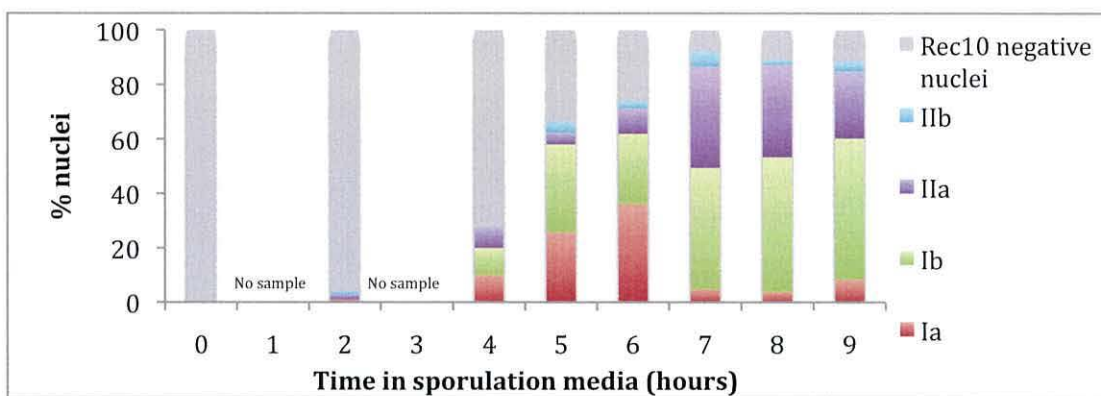 100
80
60
40
20
0
% nuclei
No sample
No sample
0 1 2 3 4 5 6 7 8 9
Time in sporulation media (hours)
Rec10 negative
nuclei
IIb
IIa
Ib
Ia